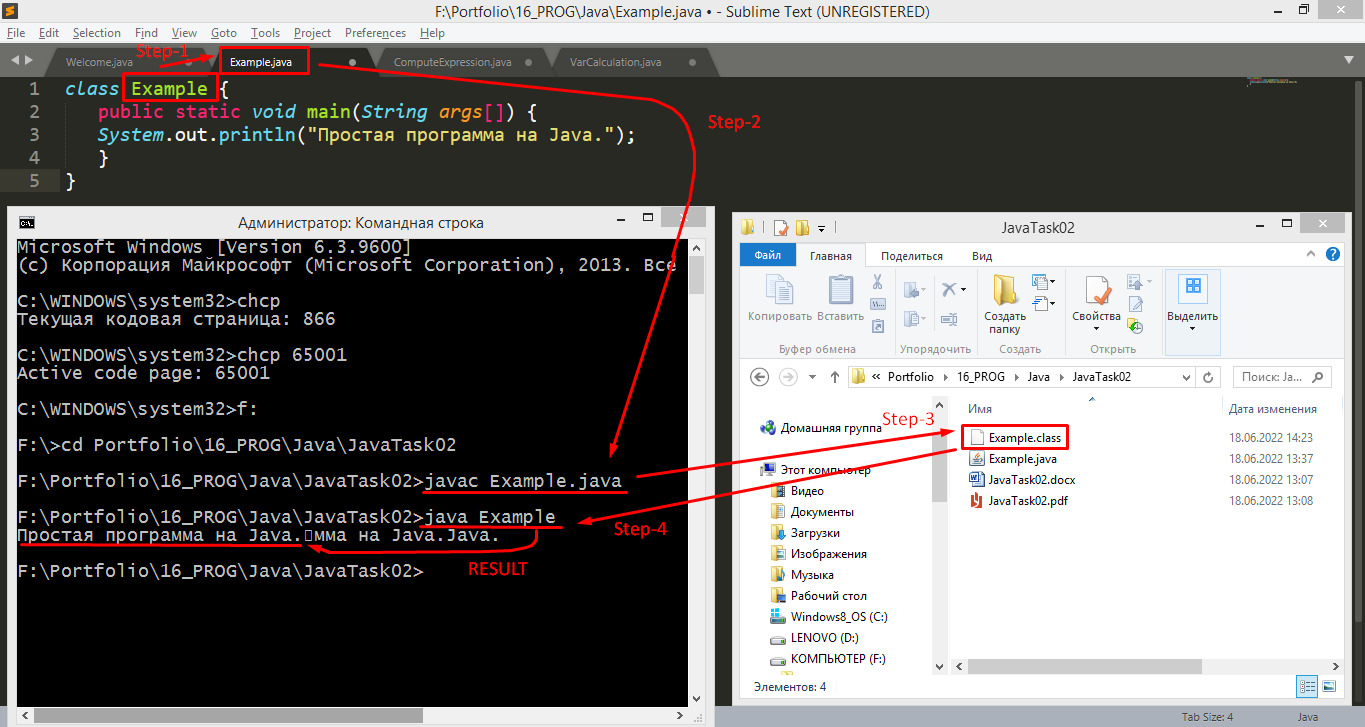 F:\Portfolio\16_PROG\Java\Example.java • - Sublime Text (UNREGISTERED)
File Edit Selection Find View Goto Tools Project Preferences Help
Step-1
Welcome.java Example.java ComputeExpression.java VarCalculation.java
1 class Example {
2 public static void main(String args[]) {
Step-2
3 System.out.println("Простая программа на Java.");
4 }
5 }
Администратор: Командная строка
Microsoft Windows [Version 6.3.9600]
(c) Корпорация Майкрософт (Microsoft Corporation), 2013. Все
C:\WINDOWS\system32>chcp
Текущая кодовая страница: 866
C:\WINDOWS\system32>chcp 65001
Active code page: 65001
C:\WINDOWS\system32>f:
F:\>cd Portfolio\16_PROG\Java\JavaTask02
F:\Portfolio\16_PROG\Java\JavaTask02>javac Example.java
F:\Portfolio\16_PROG\Java\JavaTask02>java Example
Простая программа на Java.▯мма на Java.Java.
F:\Portfolio\16_PROG\Java\JavaTask02>
Step-3
Step-4
RESULT
JavaTask02
Файл Главная Поделиться Вид
Копировать Вставить Создать папку Свойства Выделить
Буфер обмена Упорядочить Создать Открыть
« Portfolio › 16_PROG › Java › JavaTask02 Поиск: Ja...
Имя Дата изменения
Домашняя группа
Этот компьютер
Видео
Документы
Загрузки
Изображения
Музыка
Рабочий стол
Windows8_OS (C:)
LENOVO (D:)
КОМПЬЮТЕР (F:)
Example.class 18.06.2022 14:23
Example.java 18.06.2022 13:37
JavaTask02.docx 18.06.2022 13:07
JavaTask02.pdf 18.06.2022 13:08
Элементов: 4
Tab Size: 4 Java